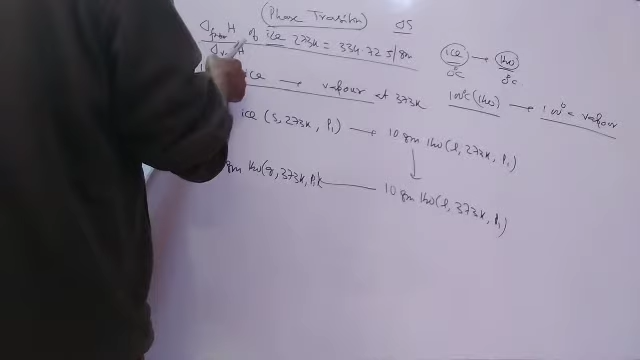 (Phase Transition) ΔS
Δfus H of ice 273K = 334.72 J/gm
Δv H
ice → H2O
0°C 0°C
ice → vapour at 373K
100°C (H2O) → 100°C vapour
ice (s, 273K, P1) → 10 gm H2O (l, 273K, P1)
↓
gm H2O (g, 373K, P1) 10 gm H2O (l, 373K, P1)